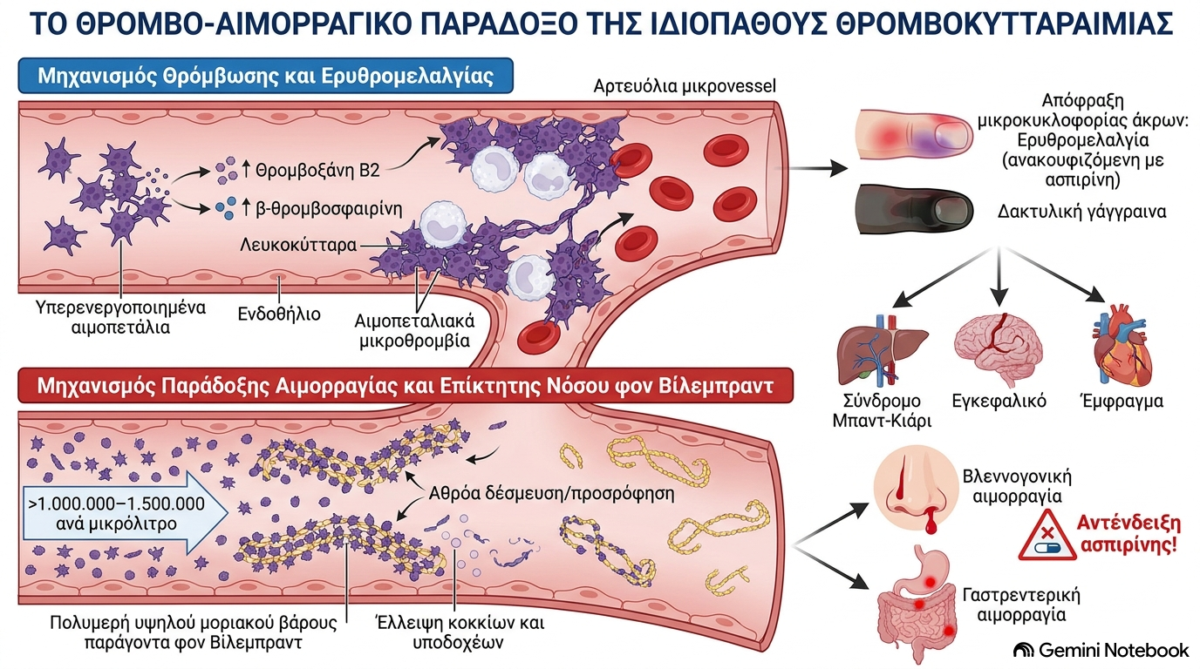 ΤΟ ΘΡΟΜΒΟ-ΑΙΜΟΡΡΑΓΙΚΟ ΠΑΡΑΔΟΞΟ ΤΗΣ ΙΔΙΟΠΑΘΟΥΣ ΘΡΟΜΒΟΚΥΤΤΑΡΑΙΜΙΑΣ
Μηχανισμός Θρόμβωσης και Ερυθρομελαλγίας
Αρτευόλια μικρονessel
↑ Θρομβοξάνη Β2
↑ β-θρομβοσφαιρίνη
Λευκοκύτταρα
Υπερενεργοποιημένα
αιμοπετάλια
Ενδοθήλιο
Αιμοπεταλιακά
μικροθρομβία
Απόφραξη
μικροκυκλοφορίας άκρων:
Ερυθρομελαλγία
(ανακουφιζόμενη με
ασπιρίνη)
Δακτυλική γάγγραινα
Σύνδρομο
Μπαντ-Κιάρι
Εγκεφαλικό
Έμφραγμα
Μηχανισμός Παράδοξης Αιμορραγίας και Επίκτητης Νόσου φον Βίλεμπραντ
>1.000.000–1.500.000
ανά μικρόλιτρο
Αθρόα δέσμευση/προσρόφηση
Πολυμερή υψηλού μοριακού βάρους
παράγοντα φον Βίλεμπραντ
Έλλειψη κοκκίων και
υποδοχέων
Βλεννογονική
αιμορραγία
Αντένδειξη
ασπιρίνης!
Γαστρεντερική
αιμορραγία
Gemini Notebook